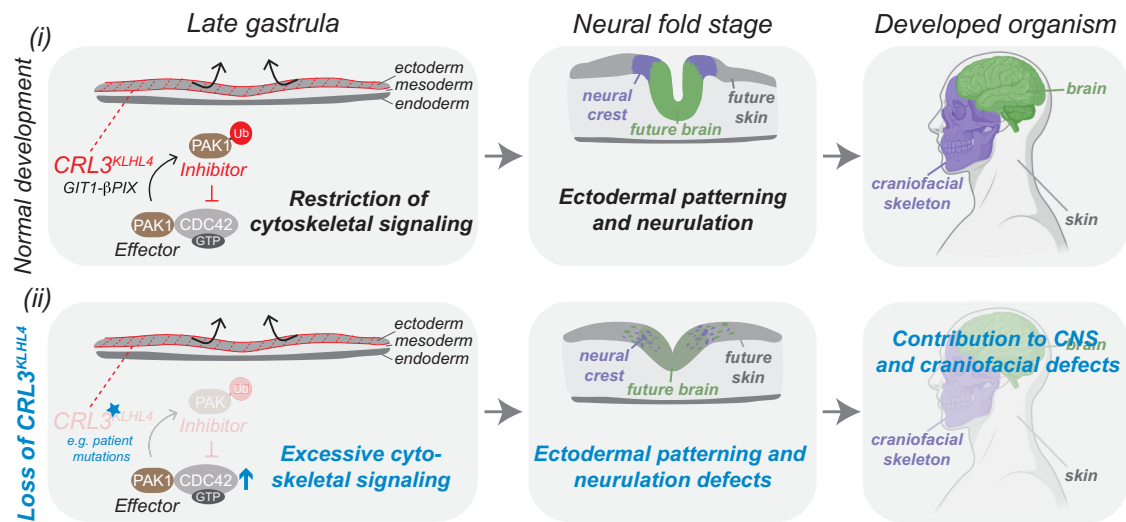 Late gastrula
Neural fold stage
Developed organism
(i)
Normal development
ectoderm
mesoderm
endoderm
CRL3KLHL4
GIT1-βPIX
PAK1
Ub
Inhibitor
PAK1
CDC42
GTP
Effector
Restriction of
cytoskeletal signaling
neural
crest
future brain
future
skin
Ectodermal patterning
and neurulation
brain
craniofacial
skeleton
skin
(ii)
Loss of CRL3KLHL4
ectoderm
mesoderm
endoderm
CRL3KLHL4
e.g. patient
mutations
PAK
Ub
Inhibitor
PAK1
CDC42
GTP
Effector
Excessive cyto-
skeletal signaling
neural
crest
future brain
future
skin
Ectodermal patterning and
neurulation defects
Contribution to CNS
brain
and craniofacial defects
craniofacial
skeleton
skin